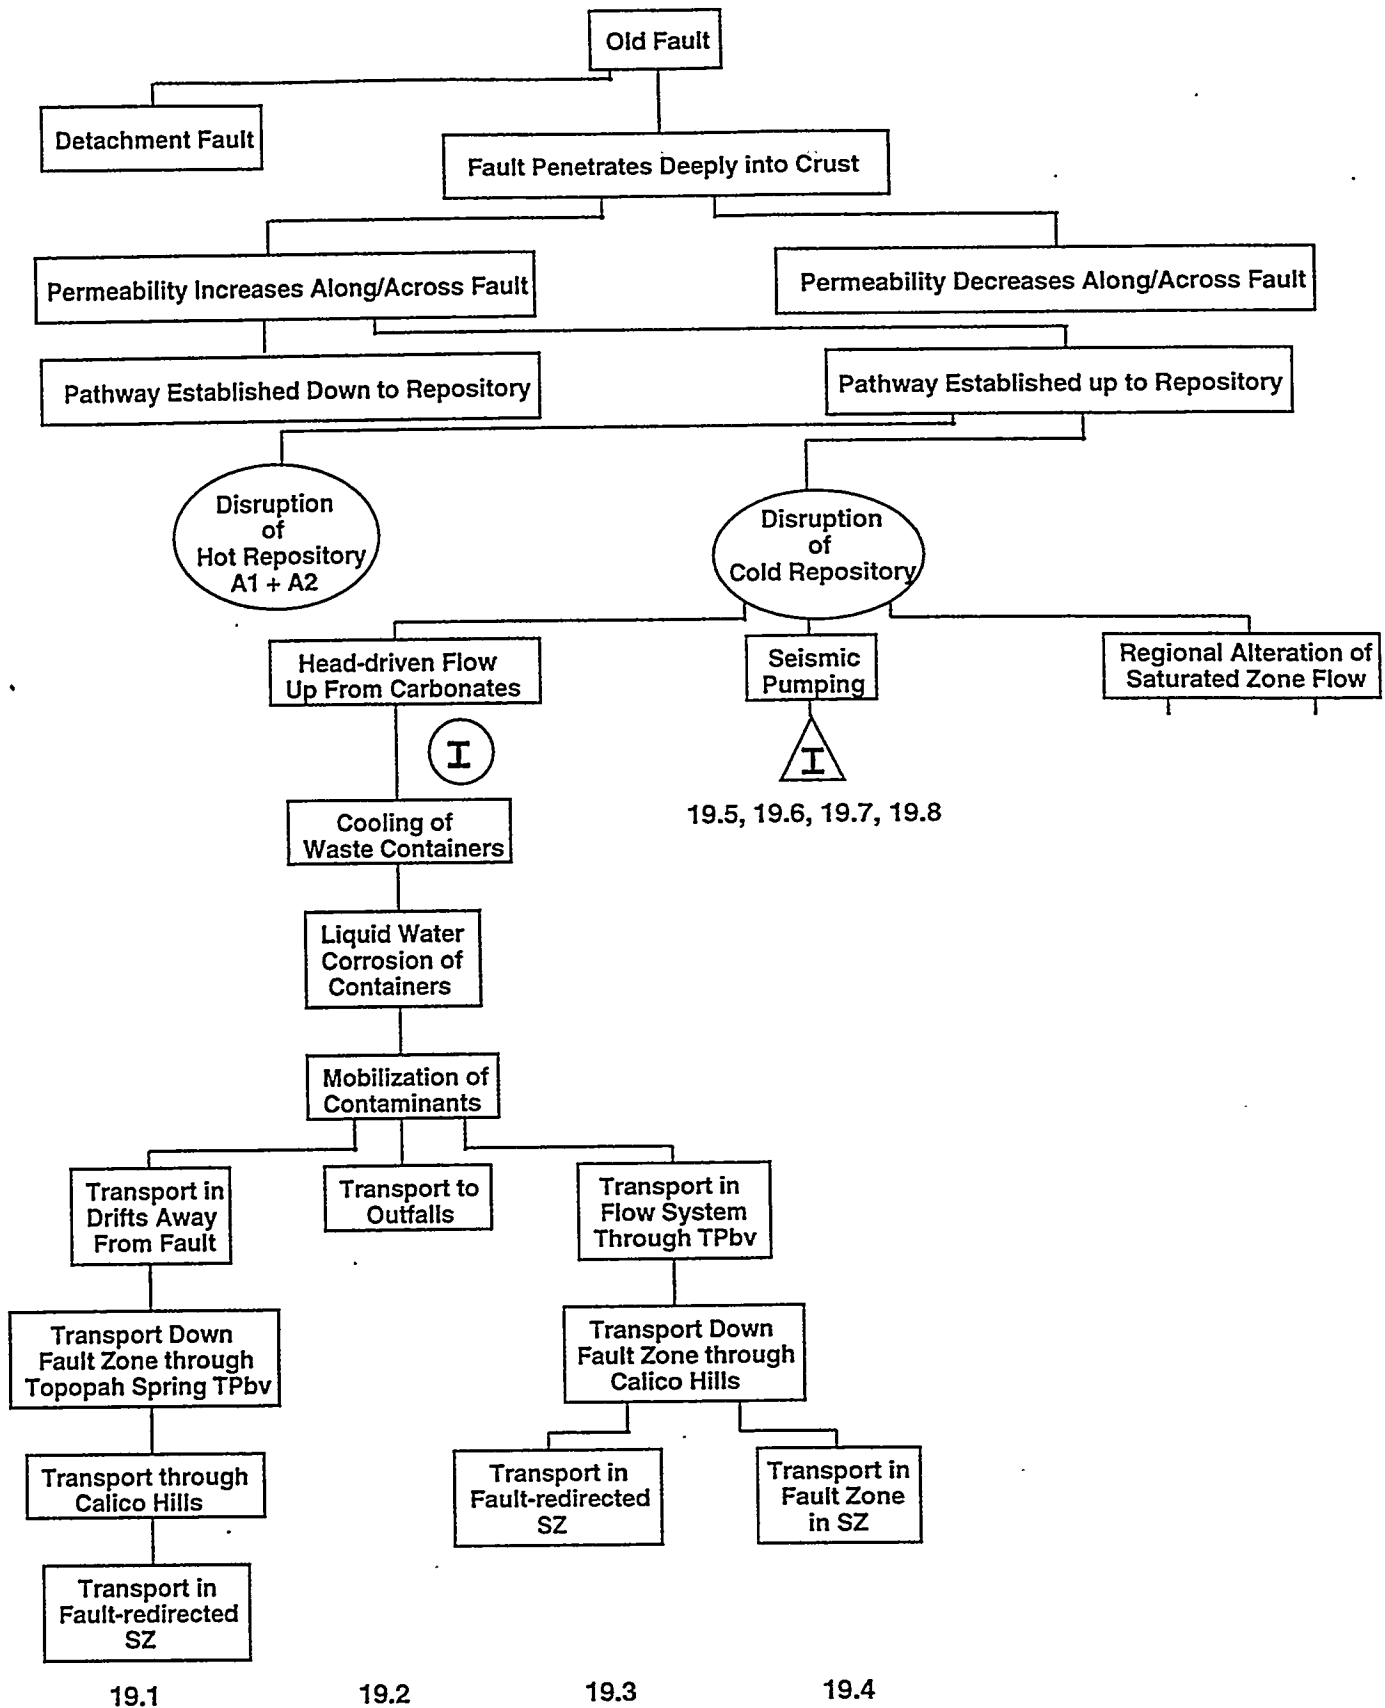 Old Fault
Detachment Fault
Fault Penetrates Deeply into Crust
Permeability Increases Along/Across Fault
Permeability Decreases Along/Across Fault
Pathway Established Down to Repository
Pathway Established up to Repository
Disruption
of
Hot Repository
A1 + A2
Disruption
of
Cold Repository
Head-driven Flow
Up From Carbonates
Seismic
Pumping
Regional Alteration of
Saturated Zone Flow
I
I
19.5, 19.6, 19.7, 19.8
Cooling of
Waste Containers
Liquid Water
Corrosion of
Containers
Mobilization of
Contaminants
Transport in
Drifts Away
From Fault
Transport to
Outfalls
Transport in
Flow System
Through TPbv
Transport Down
Fault Zone through
Topopah Spring TPbv
Transport Down
Fault Zone through
Calico Hills
Transport through
Calico Hills
Transport in
Fault-redirected
SZ
Transport in
Fault Zone
in SZ
Transport in
Fault-redirected
SZ
19.1
19.2
19.3
19.4